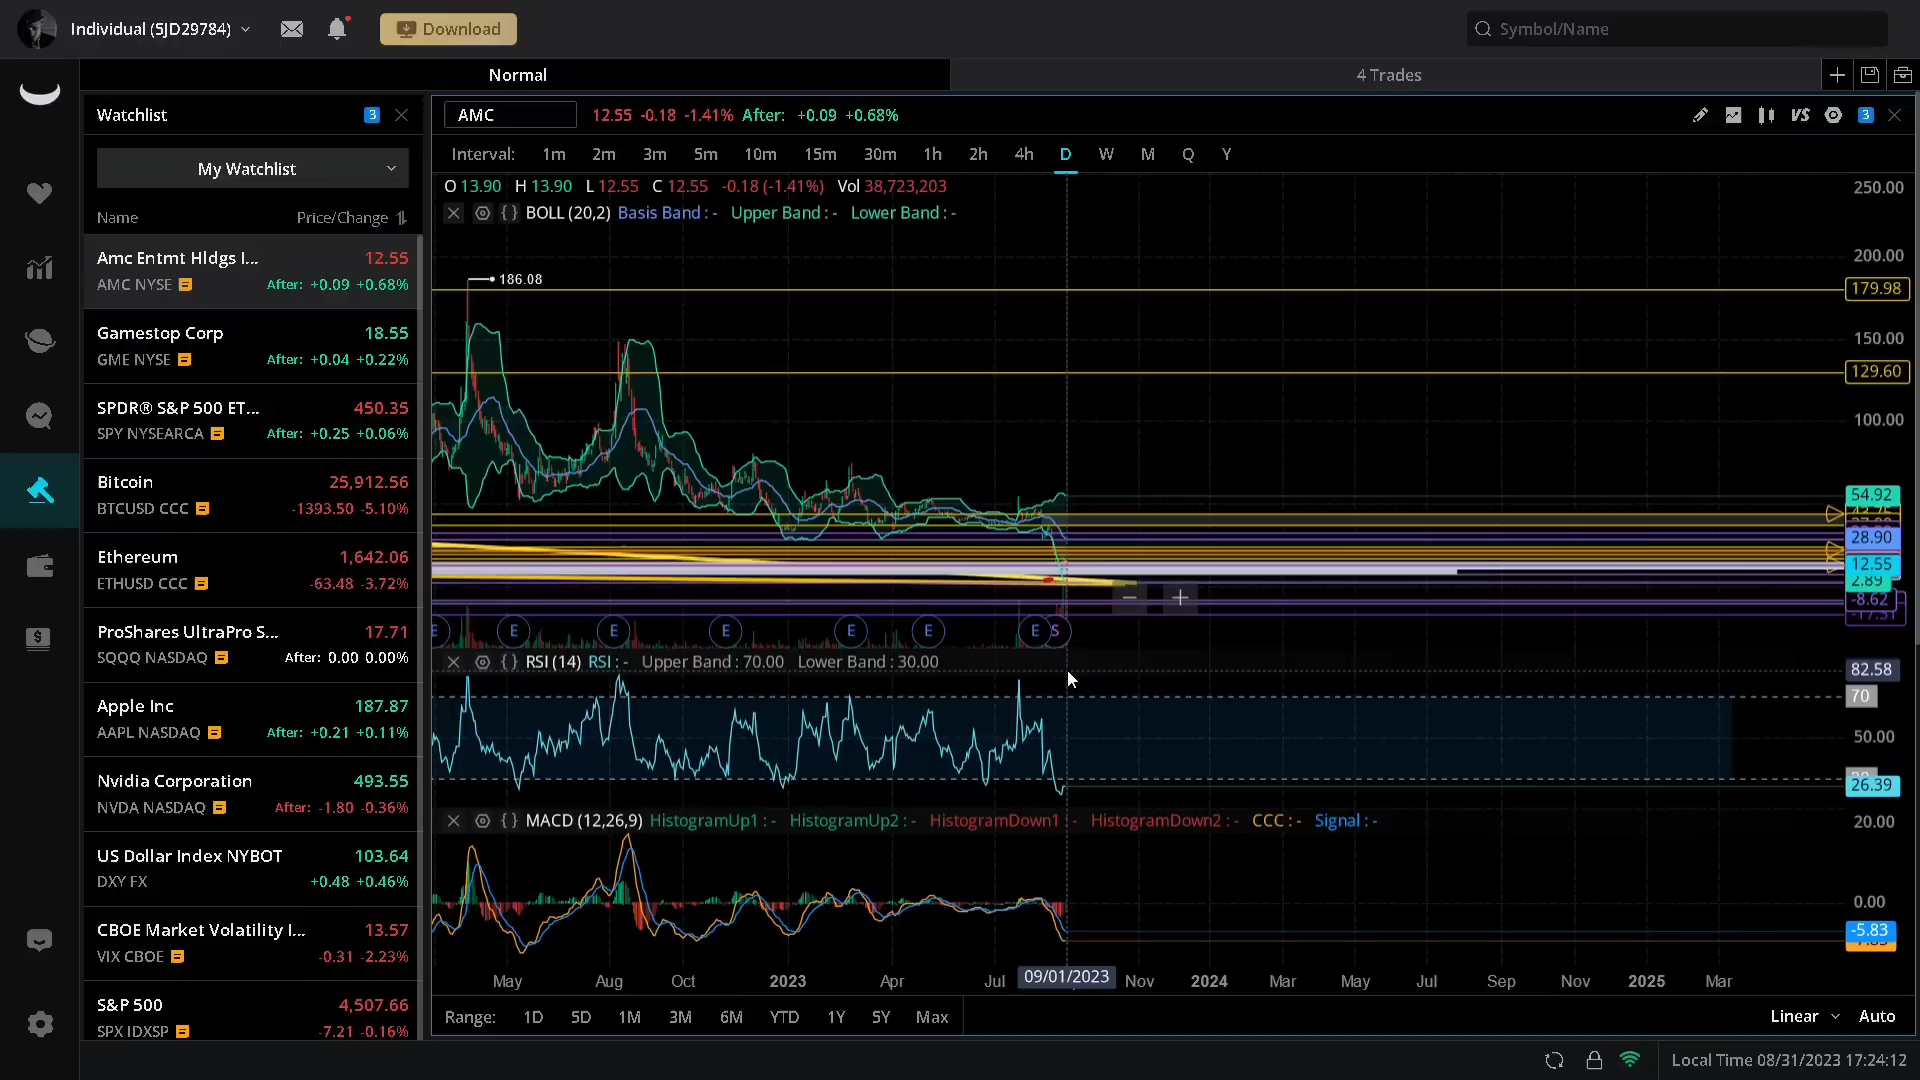 Individual (5JD29784)
Download
Symbol/Name
Normal
4 Trades
Watchlist
3
My Watchlist
Name Price/Change
Amc Entmt Hldgs I... 12.55
AMC NYSE After: +0.09 +0.68%
Gamestop Corp 18.55
GME NYSE After: +0.04 +0.22%
SPDR® S&P 500 ET... 450.35
SPY NYSEARCA After: +0.25 +0.06%
Bitcoin 25,912.56
BTCUSD CCC -1393.50 -5.10%
Ethereum 1,642.06
ETHUSD CCC -63.48 -3.72%
ProShares UltraPro S... 17.71
SQQQ NASDAQ After: 0.00 0.00%
Apple Inc 187.87
AAPL NASDAQ After: +0.21 +0.11%
Nvidia Corporation 493.55
NVDA NASDAQ After: -1.80 -0.36%
US Dollar Index NYBOT 103.64
DXY FX +0.48 +0.46%
CBOE Market Volatility I... 13.57
VIX CBOE -0.31 -2.23%
S&P 500 4,507.66
SPX IDXSP -7.21 -0.16%
AMC 12.55 -0.18 -1.41% After: +0.09 +0.68%
VS 3
Interval: 1m 2m 3m 5m 10m 15m 30m 1h 2h 4h D W M Q Y
O 13.90 H 13.90 L 12.55 C 12.55 -0.18 (-1.41%) Vol 38,723,203
BOLL (20,2) Basis Band : - Upper Band : - Lower Band : -
186.08
250.00
200.00
179.98
150.00
129.60
100.00
54.92
28.90
12.55
2.89
-8.62
E E E E E E E S
RSI (14) RSI : - Upper Band : 70.00 Lower Band : 30.00
82.58
70
50.00
26.39
MACD (12,26,9) HistogramUp1 : - HistogramUp2 : - HistogramDown1 : - HistogramDown2 : - CCC : - Signal : -
20.00
0.00
-5.83
May Aug Oct 2023 Apr Jul 09/01/2023 Nov 2024 Mar May Jul Sep Nov 2025 Mar
Range: 1D 5D 1M 3M 6M YTD 1Y 5Y Max
Linear Auto
Local Time 08/31/2023 17:24:12